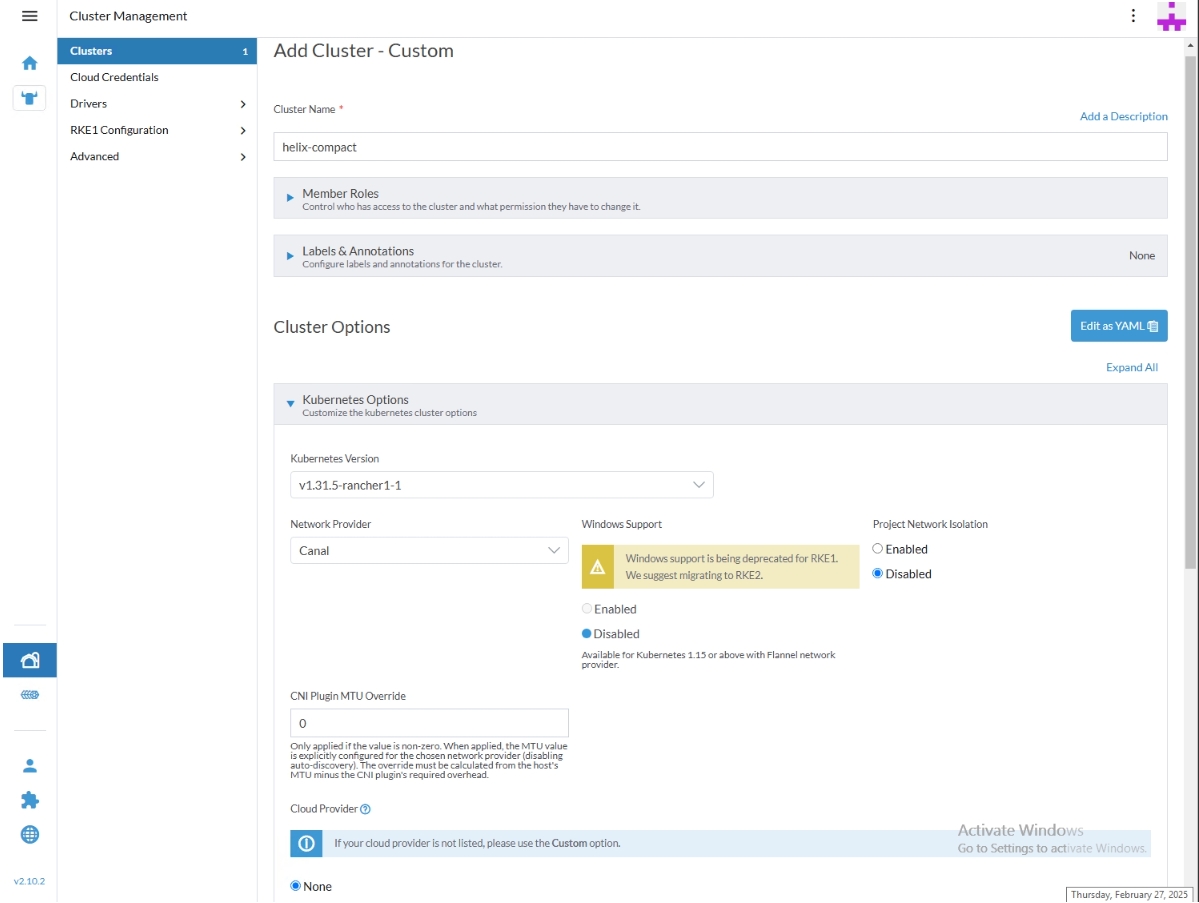 Cluster Management
Clusters 1
Cloud Credentials
Drivers
RKE1 Configuration
Advanced
v2.10.2
Add Cluster - Custom
Cluster Name *
Add a Description
helix-compact
Member Roles
Control who has access to the cluster and what permission they have to change it.
Labels & Annotations
Configure labels and annotations for the cluster.
None
Cluster Options
Edit as YAML
Expand All
Kubernetes Options
Customize the kubernetes cluster options
Kubernetes Version
v1.31.5-rancher1-1
Network Provider
Canal
Windows Support
Windows support is being deprecated for RKE1.
We suggest migrating to RKE2.
Enabled
Disabled
Available for Kubernetes 1.15 or above with Flannel network
provider.
Project Network Isolation
Enabled
Disabled
CNI Plugin MTU Override
0
Only applied if the value is non-zero. When applied, the MTU value
is explicitly configured for the chosen network provider (disabling
auto-discovery). The override must be calculated from the host's
MTU minus the CNI plugin's required overhead.
Cloud Provider
If your cloud provider is not listed, please use the Custom option.
None
Activate Windows
Go to Settings to activate Windows.
Thursday, February 27, 2025